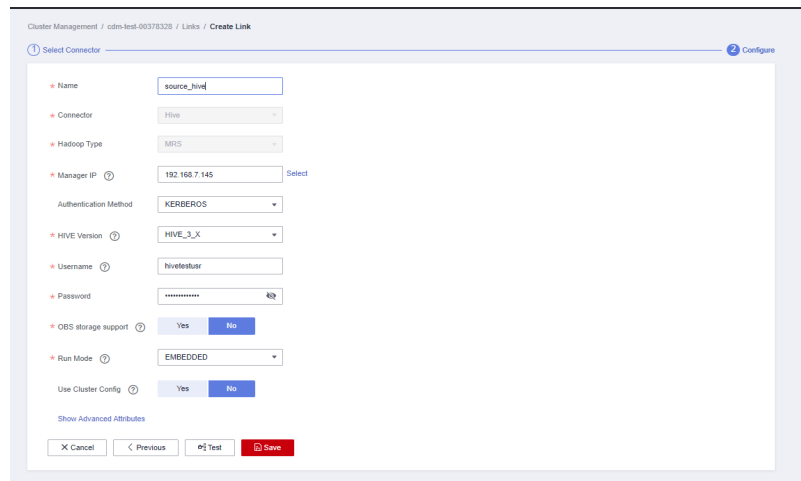 Cluster Management / cdm-test-00378328 / Links / Create Link
1 Select Connector 2 Configure
* Name source_hive
* Connector Hive
* Hadoop Type MRS
* Manager IP ? 192.168.7.145 Select
Authentication Method KERBEROS
* HIVE Version ? HIVE_3_X
* Username ? hivetestusr
* Password •••••••••••••
* OBS storage support ? Yes No
* Run Mode ? EMBEDDED
Use Cluster Config ? Yes No
Show Advanced Attributes
Cancel Previous Test Save